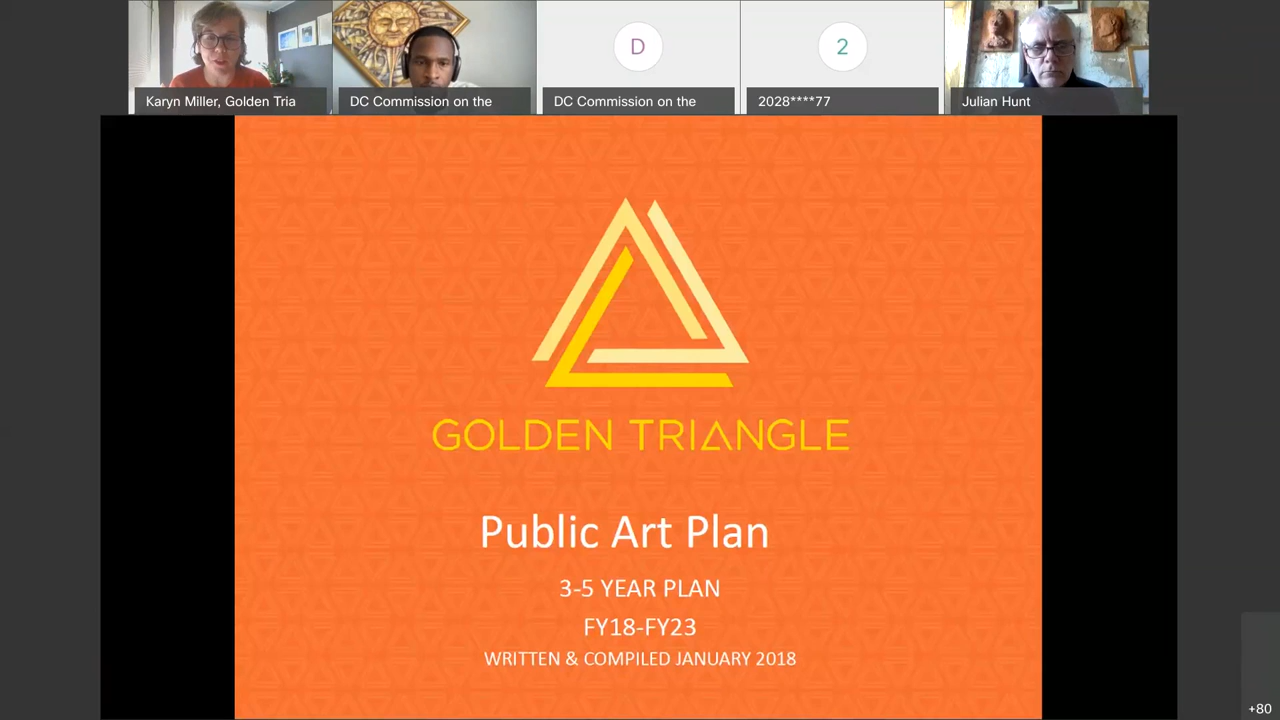 D
2
Karyn Miller, Golden Tria
DC Commission on the
DC Commission on the
2028****77
Julian Hunt
GOLDEN TRIANGLE
Public Art Plan
3-5 YEAR PLAN
FY18-FY23
WRITTEN & COMPILED JANUARY 2018
+80